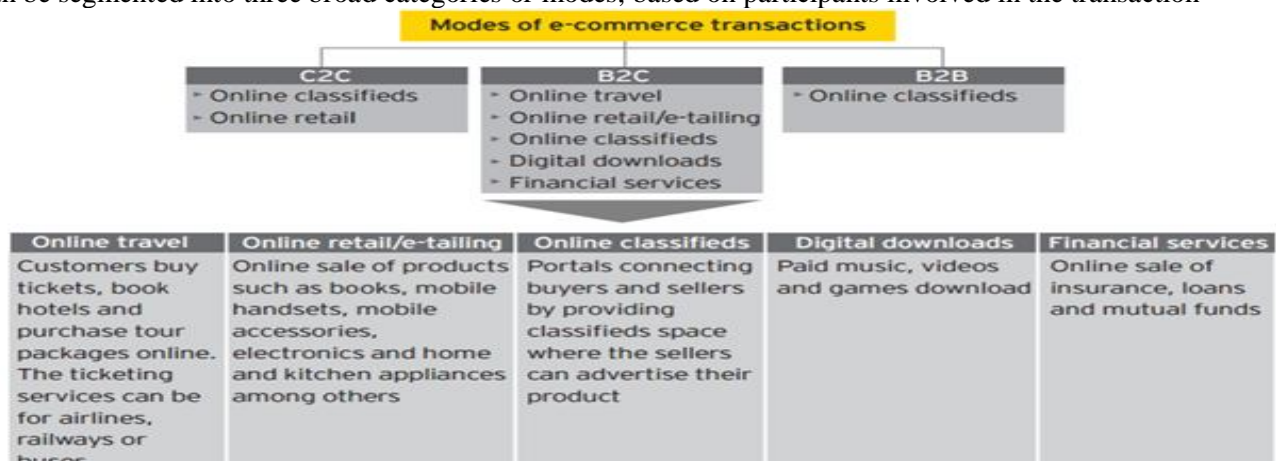 be segmented into three broad categories or modes, based on participants involved in the transaction
Modes of e-commerce transactions
C2C
- Online classifieds
- Online retail
B2C
- Online travel
- Online retail/e-tailing
- Online classifieds
- Digital downloads
- Financial services
B2B
- Online classifieds
Online travel
Customers buy
tickets, book
hotels and
purchase tour
packages online.
The ticketing
services can be
for airlines,
railways or
buses
Online retail/e-tailing
Online sale of products
such as books, mobile
handsets, mobile
accessories,
electronics and home
and kitchen appliances
among others
Online classifieds
Portals connecting
buyers and sellers
by providing
classifieds space
where the sellers
can advertise their
product
Digital downloads
Paid music, videos
and games download
Financial services
Online sale of
insurance, loans
and mutual funds